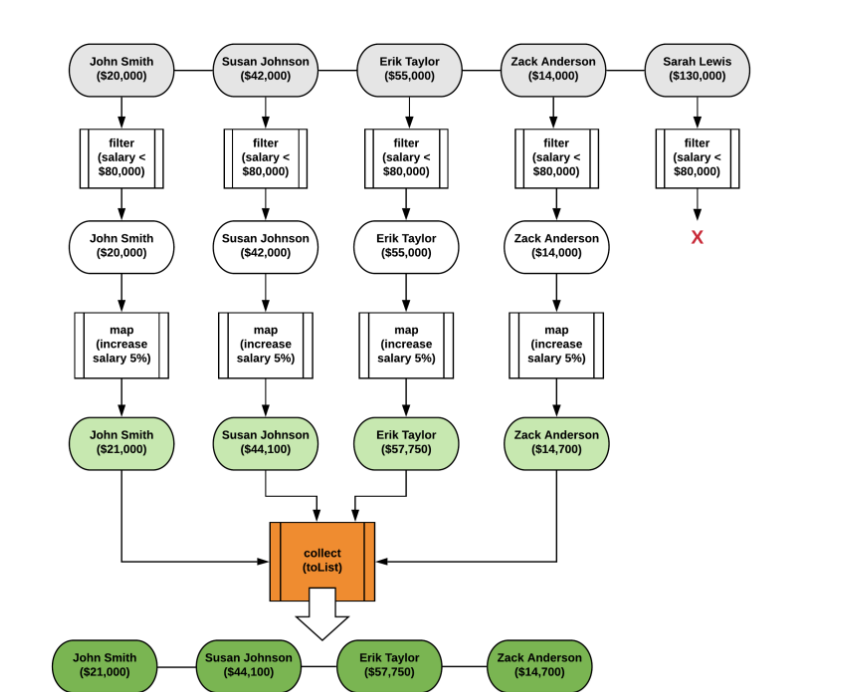 John Smith
($20,000)
Susan Johnson
($42,000)
Erik Taylor
($55,000)
Zack Anderson
($14,000)
Sarah Lewis
($130,000)
filter
(salary <
$80,000)
filter
(salary <
$80,000)
filter
(salary <
$80,000)
filter
(salary <
$80,000)
filter
(salary <
$80,000)
John Smith
($20,000)
Susan Johnson
($42,000)
Erik Taylor
($55,000)
Zack Anderson
($14,000)
X
map
(increase
salary 5%)
map
(increase
salary 5%)
map
(increase
salary 5%)
map
(increase
salary 5%)
John Smith
($21,000)
Susan Johnson
($44,100)
Erik Taylor
($57,750)
Zack Anderson
($14,700)
collect
(toList)
John Smith
($21,000)
Susan Johnson
($44,100)
Erik Taylor
($57,750)
Zack Anderson
($14,700)